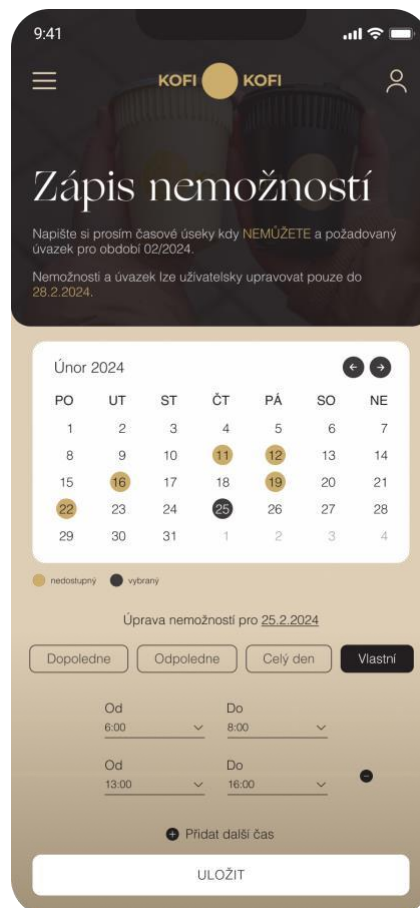 9:41
KOFI KOFI
Zápis nemožností
Napište si prosím časové úseky kdy NEMŮŽETE a požadovaný
úvazek pro období 02/2024.
Nemožnosti a úvazek lze uživatelsky upravovat pouze do
28.2.2024.
Únor 2024
PO UT ST ČT PÁ SO NE
1 2 3 4 5 6 7
8 9 10 11 12 13 14
15 16 17 18 19 20 21
22 23 24 25 26 27 28
29 30 31 1 2 3 4
nedostupný vybraný
Úprava nemožností pro 25.2.2024
Dopoledne Odpoledne Celý den Vlastní
Od Do
6:00 8:00
Od Do
13:00 16:00
Přidat další čas
ULOŽIT